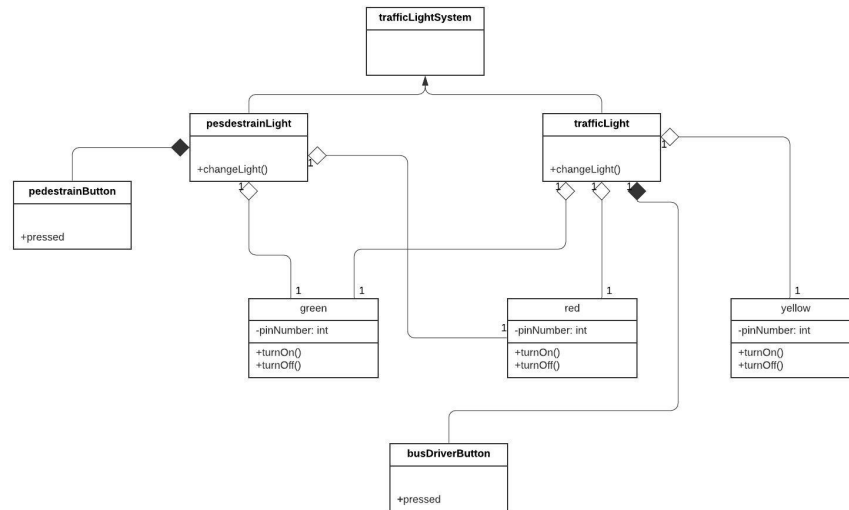 trafficLightSystem
pesdestrainLight
+changeLight()
1
1
trafficLight
+changeLight()
1
1
1
1
pedestrainButton
+pressed
1
1
green
-pinNumber: int
+turnOn()
+turnOff()
1
1
red
-pinNumber: int
+turnOn()
+turnOff()
1
yellow
-pinNumber: int
+turnOn()
+turnOff()
busDriverButton
+pressed